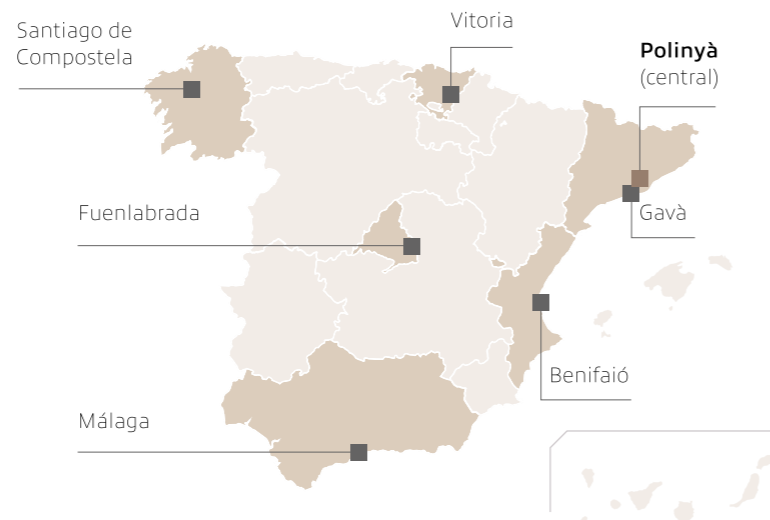 Santiago de
Compostela
Vitoria
Polinyà
(central)
Fuenlabrada
Gavà
Benifaió
Málaga